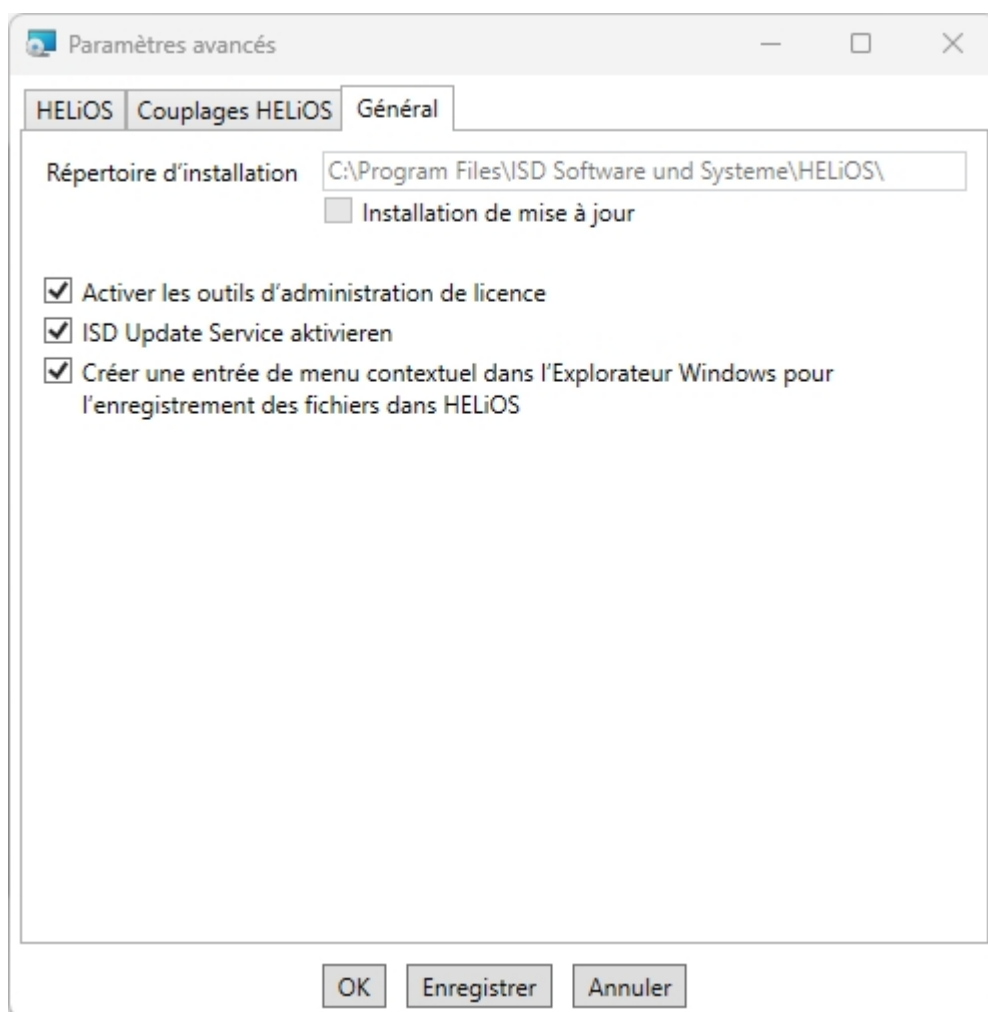 Paramètres avancés
HELiOS
Couplages HELiOS
Général
Répertoire d’installation
C:\Program Files\ISD Software und Systeme\HELiOS\
Installation de mise à jour
Activer les outils d’administration de licence
ISD Update Service aktivieren
Créer une entrée de menu contextuel dans l’Explorateur Windows pour
l’enregistrement des fichiers dans HELiOS
OK
Enregistrer
Annuler